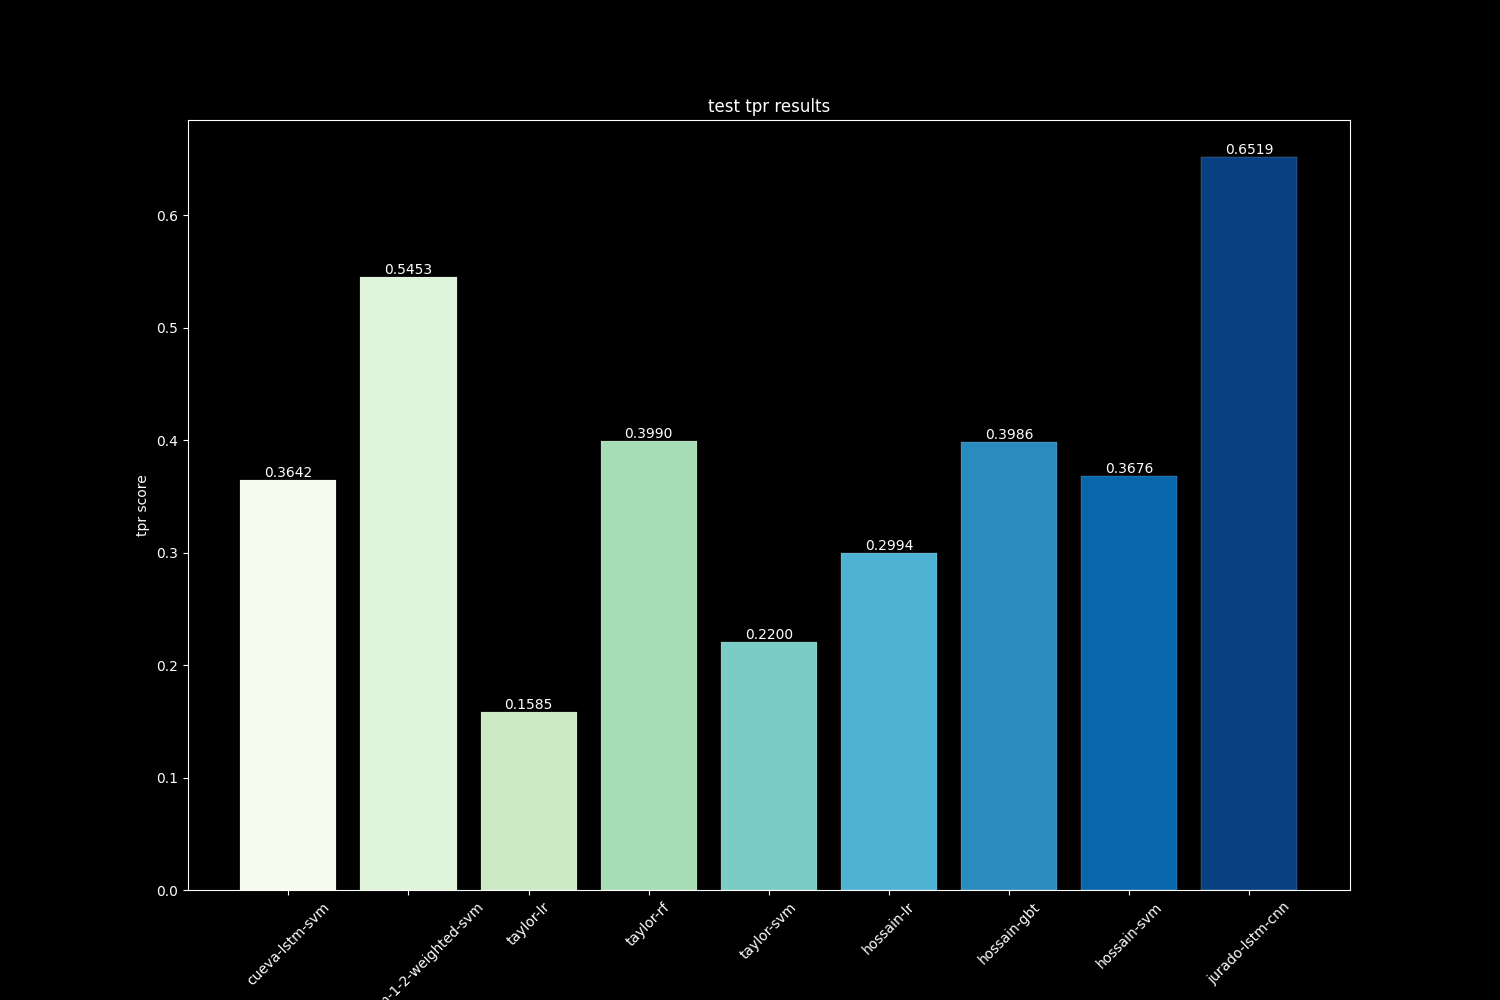 test tpr results
tpr score
0.6
0.5
0.4
0.3
0.2
0.1
0.0
0.3642
0.5453
0.1585
0.3990
0.2200
0.2994
0.3986
0.3676
0.6519
cueva-lstm-svm
-1-2-weighted-svm
taylor-lr
taylor-rf
taylor-svm
hossain-lr
hossain-gbt
hossain-svm
jurado-lstm-cnn